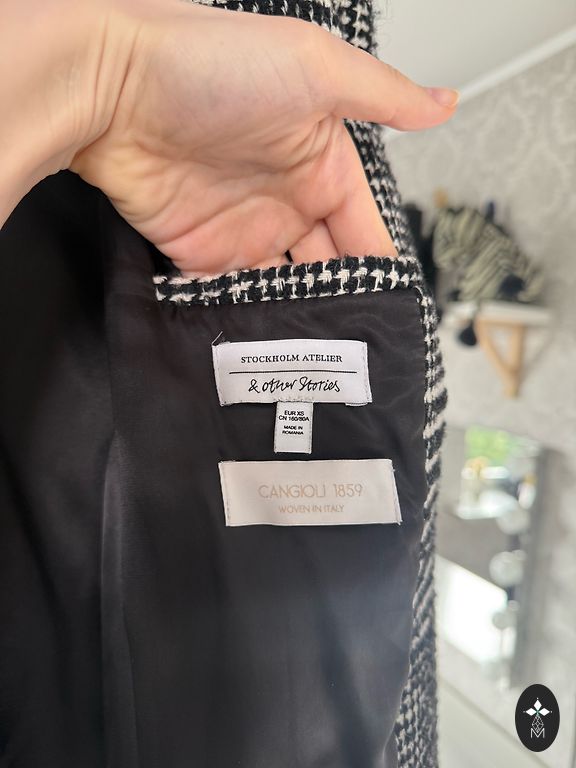 STOCKHOLM ATELIER
& Other Stories
EUR XS
CN 160/80A
MADE IN
ROMANIA
CANGIOLI 1859
WOVEN IN ITALY
M